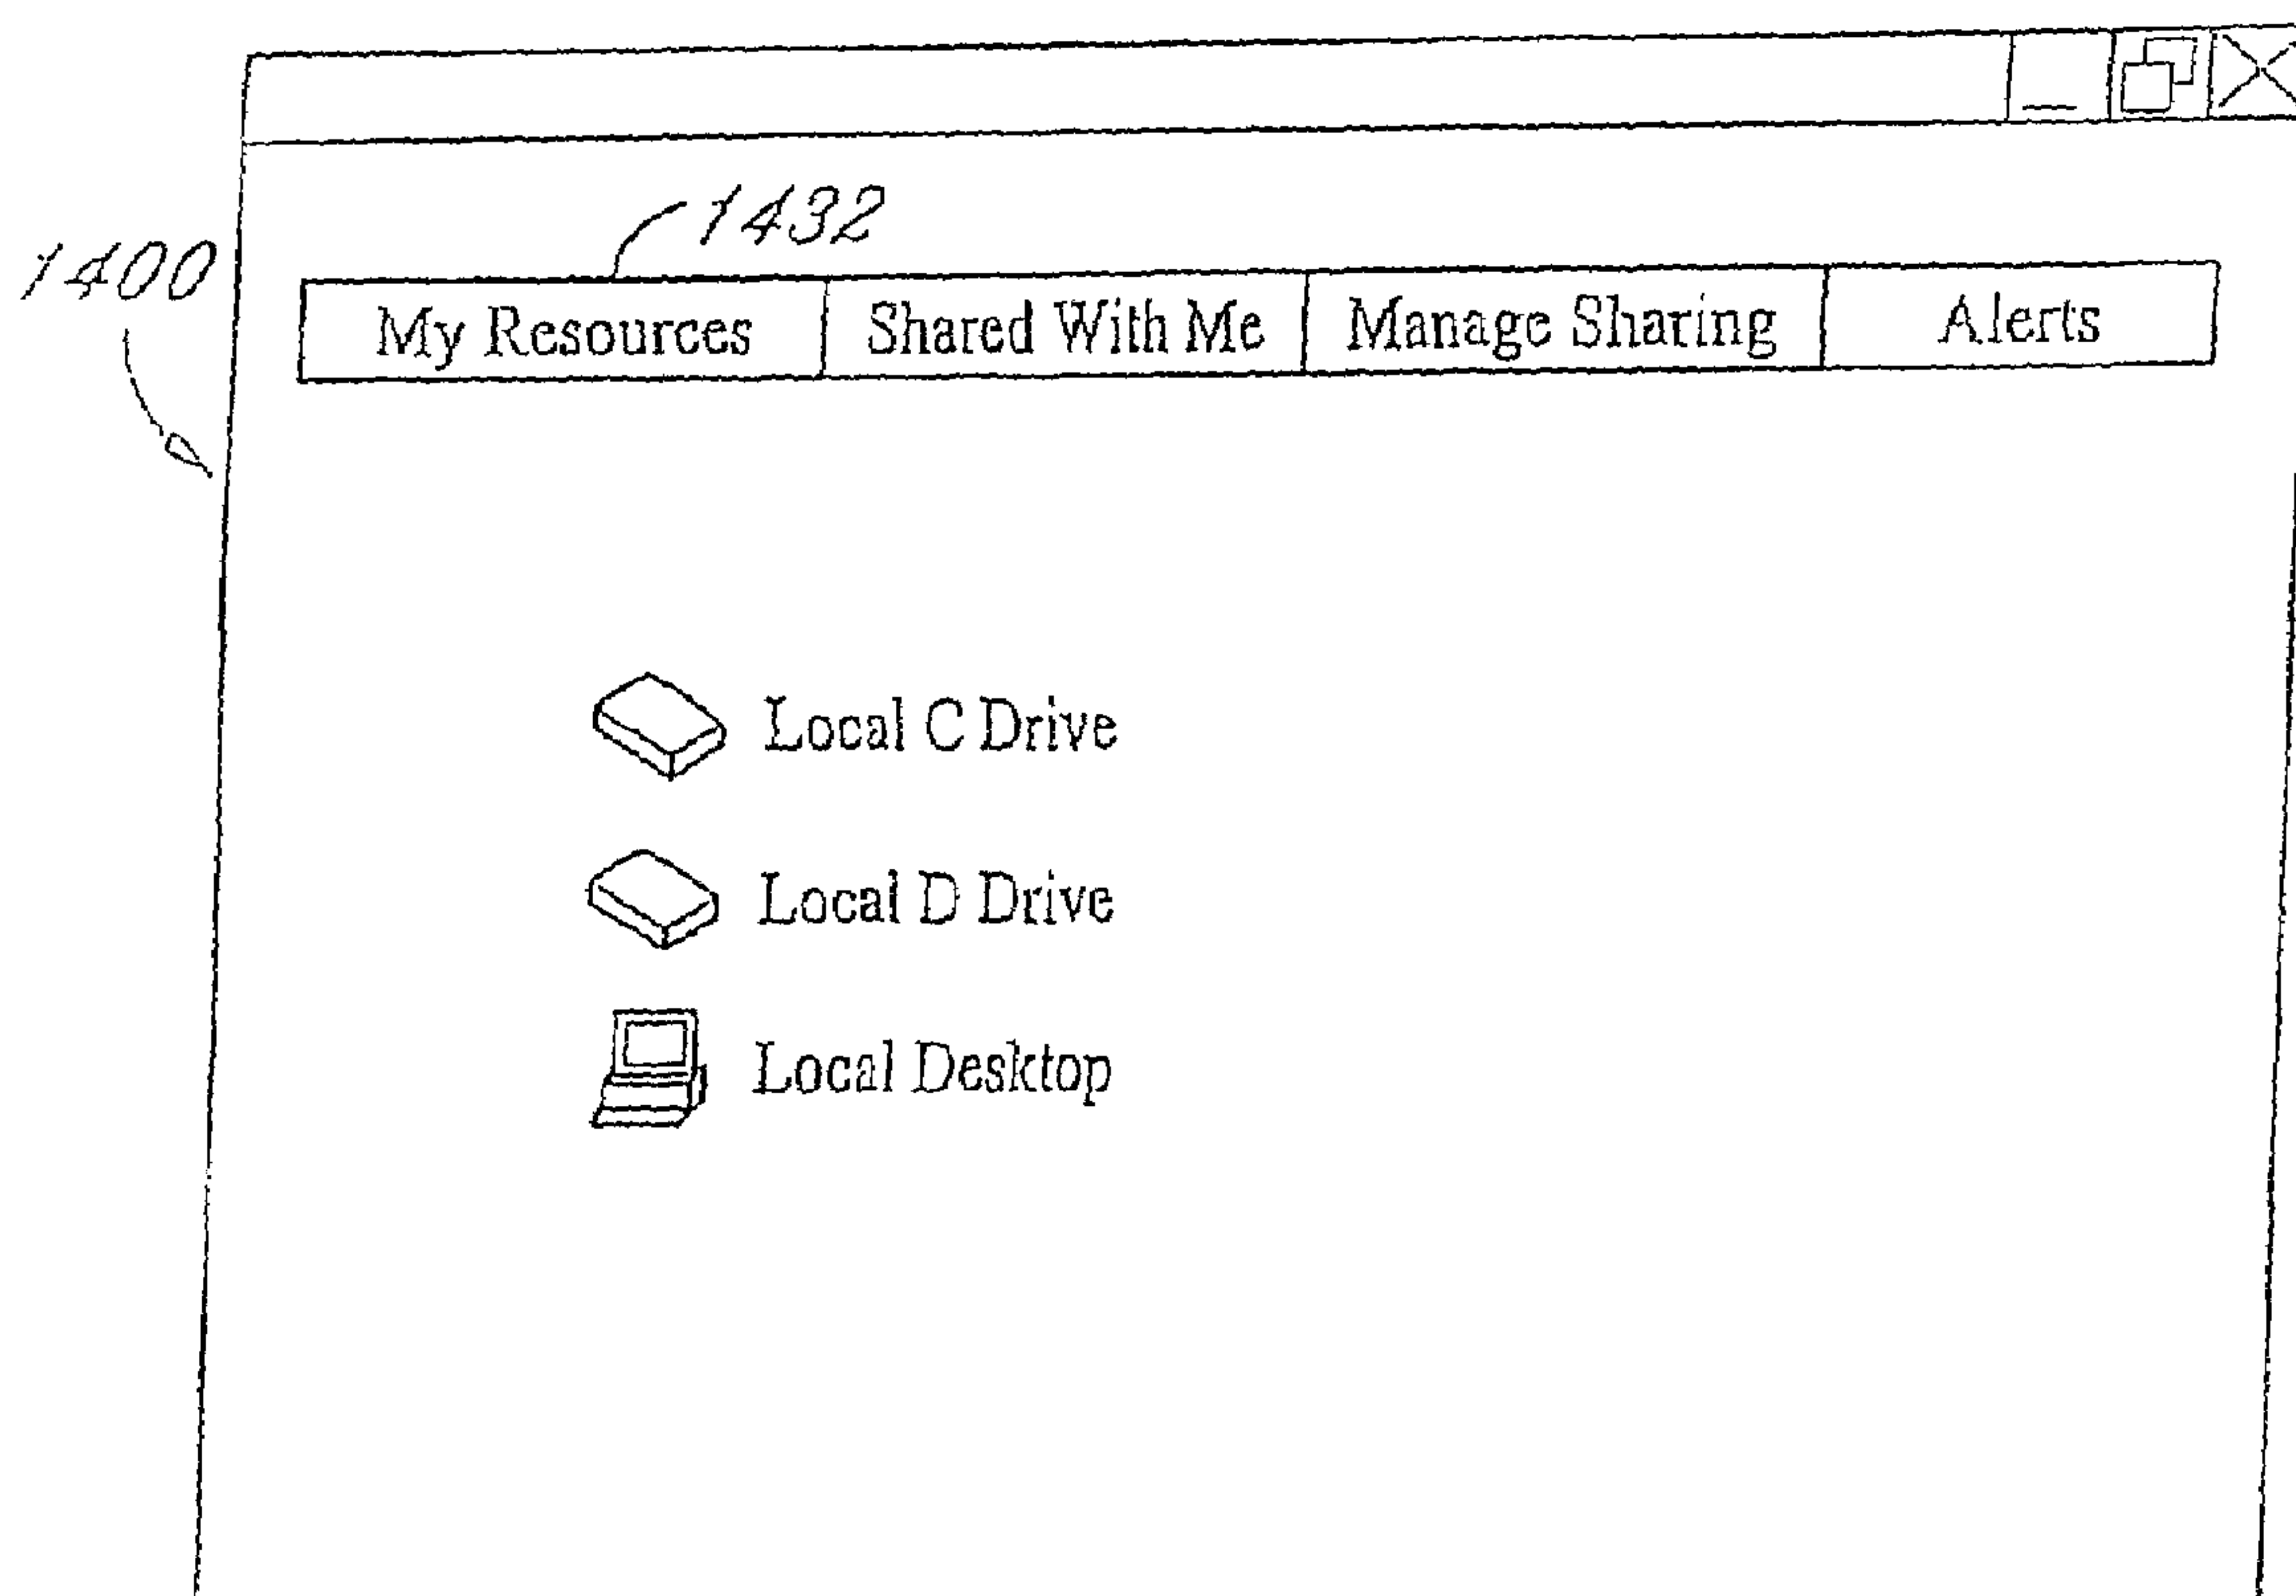 1432
1400
My Resources Shared With Me Manage Sharing Alerts
Local C Drive
Local D Drive
Local Desktop